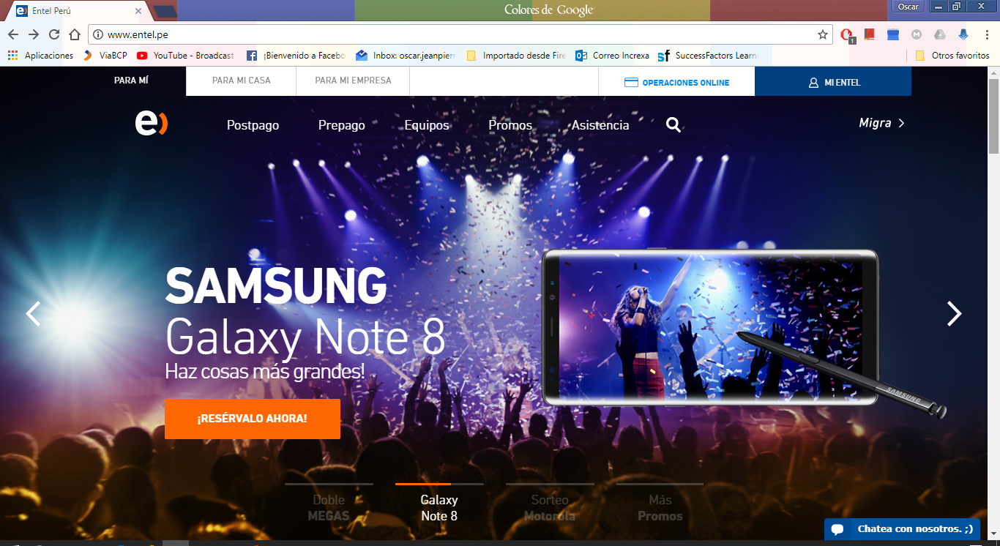 Entel Perú
Colores de Google
Oscar
www.entel.pe
1
Aplicaciones
ViaBCP
YouTube - Broadcast
¡Bienvenido a Facebo
Inbox: oscar.jeanpierr
Importado desde Fire
Correo Increxa
SuccessFactors Learni
Otros favoritos
PARA MÍ
PARA MI CASA
PARA MI EMPRESA
OPERACIONES ONLINE
MI ENTEL
e)
Postpago
Prepago
Equipos
Promos
Asistencia
Migra
SAMSUNG
Galaxy Note 8
Haz cosas más grandes!
¡RESÉRVALO AHORA!
SAMSUNG
Doble
MEGAS
Galaxy
Note 8
Sorteo
Motorola
Más
Promos
Chatea con nosotros. ;)